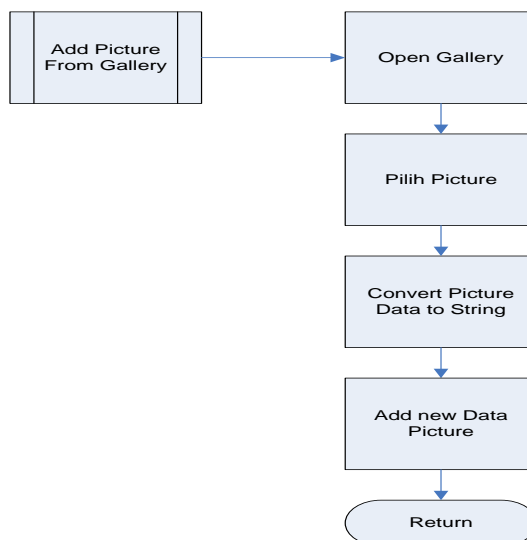 Add Picture
From Gallery
Open Gallery
Pilih Picture
Convert Picture
Data to String
Add new Data
Picture
Return